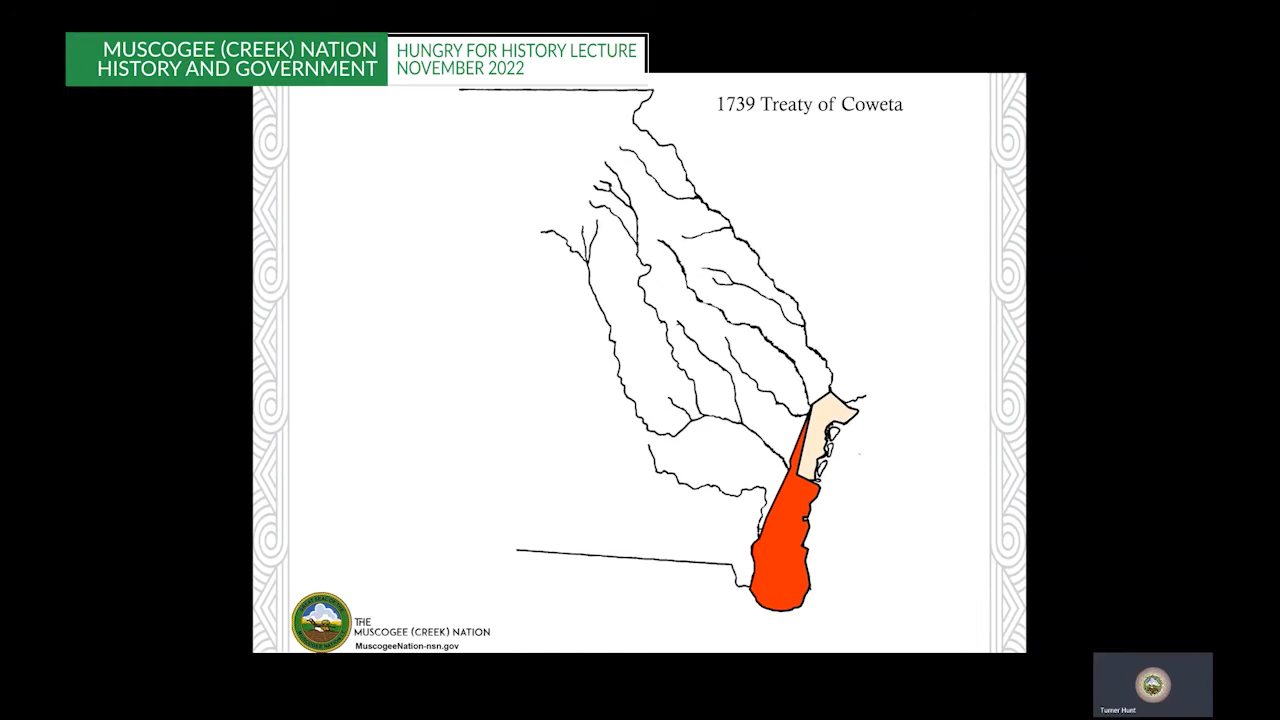 MUSCOGEE (CREEK) NATION
HISTORY AND GOVERNMENT
HUNGRY FOR HISTORY LECTURE
NOVEMBER 2022
1739 Treaty of Coweta
THE
MUSCOGEE (CREEK) NATION
MuscogeeNation-nsn.gov
Turner Hunt